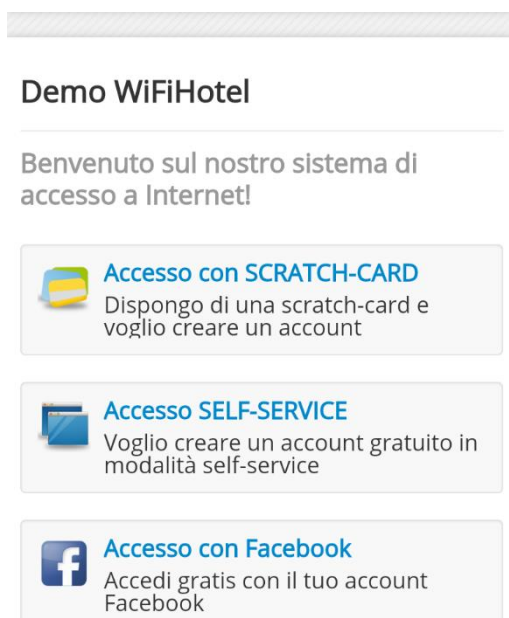 Demo WiFiHotel
Benvenuto sul nostro sistema di
accesso a Internet!
Accesso con SCRATCH-CARD
Dispongo di una scratch-card e
voglio creare un account
Accesso SELF-SERVICE
Voglio creare un account gratuito in
modalità self-service
Accesso con Facebook
Accedi gratis con il tuo account
Facebook